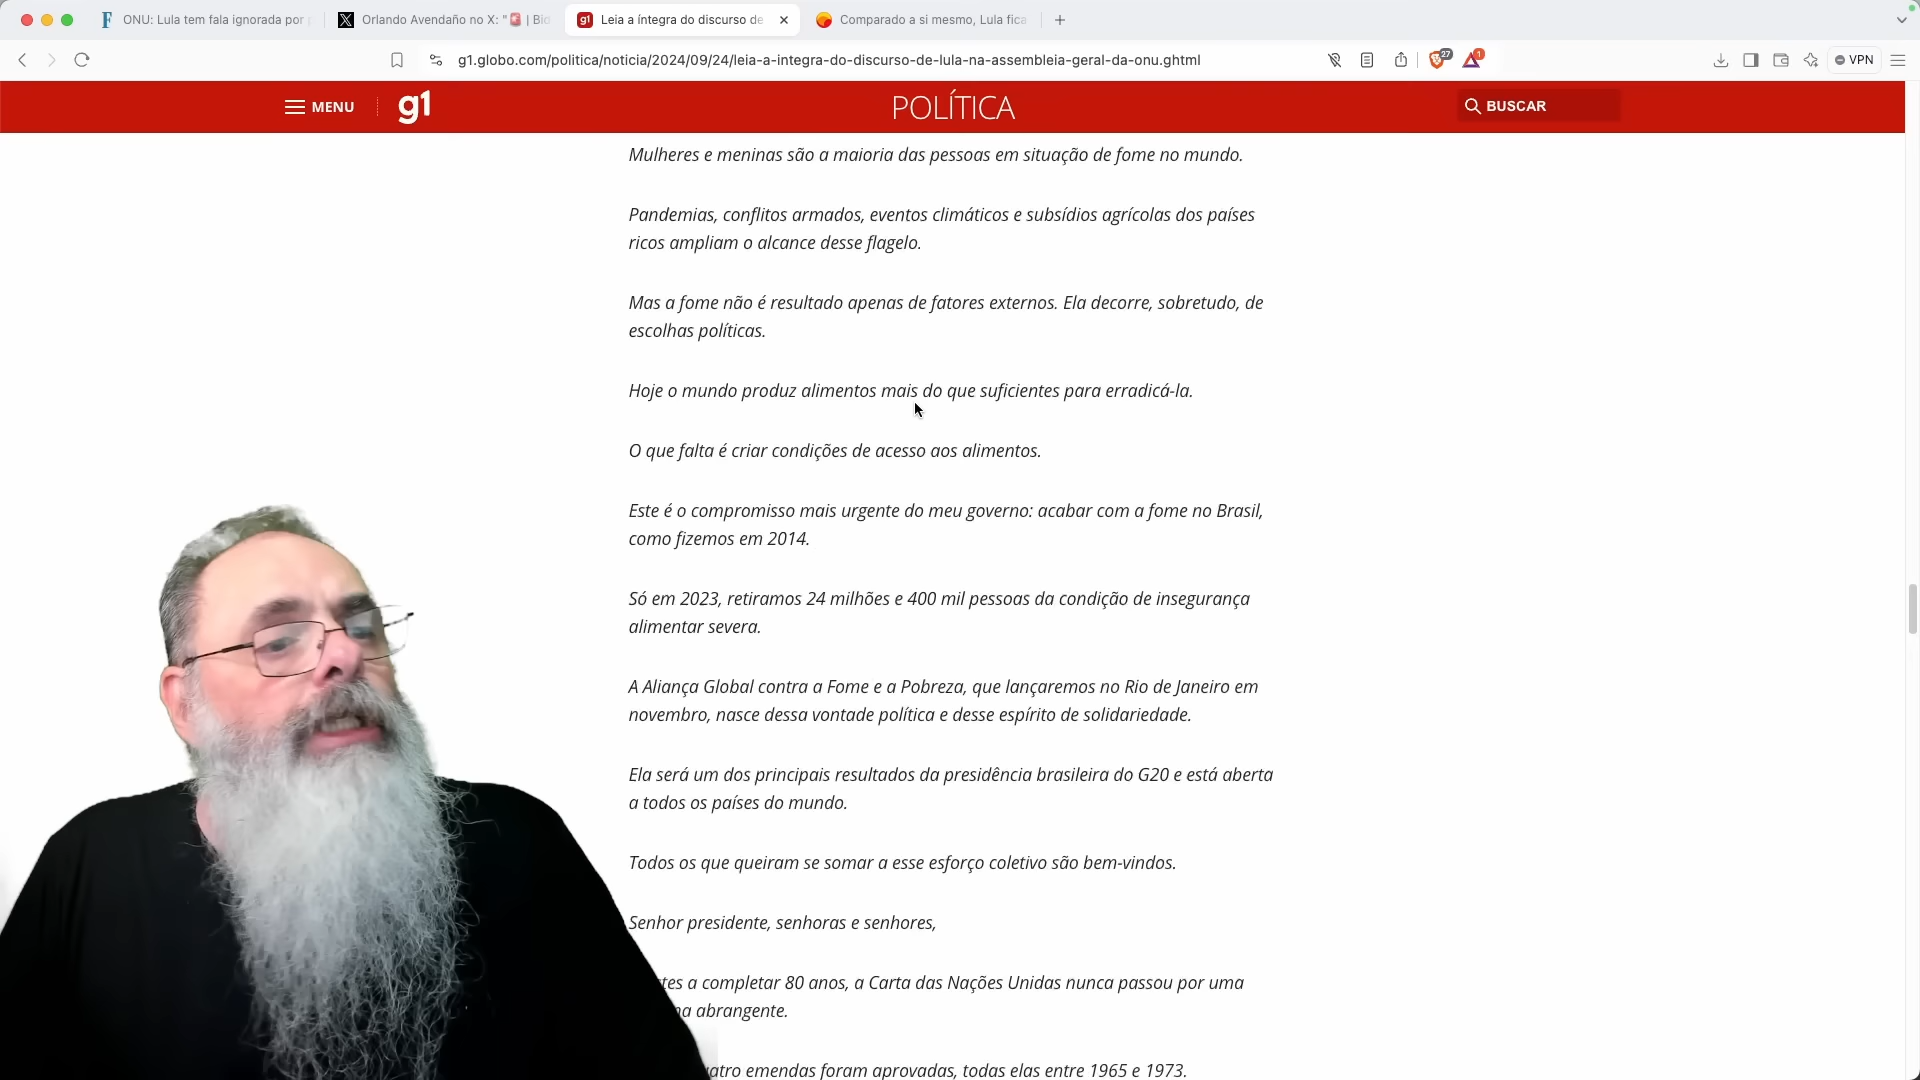 ONU: Lula tem fala ignorada por
Orlando Avendaño no X: "🚨 | Bid
Leia a íntegra do discurso de
Comparado a si mesmo, Lula fica
g1.globo.com/politica/noticia/2024/09/24/leia-a-integra-do-discurso-de-lula-na-assembleia-geral-da-onu.ghtml
27
1
VPN
MENU
g1
POLÍTICA
BUSCAR
Mulheres e meninas são a maioria das pessoas em situação de fome no mundo.
Pandemias, conflitos armados, eventos climáticos e subsídios agrícolas dos países
ricos ampliam o alcance desse flagelo.
Mas a fome não é resultado apenas de fatores externos. Ela decorre, sobretudo, de
escolhas políticas.
Hoje o mundo produz alimentos mais do que suficientes para erradicá-la.
O que falta é criar condições de acesso aos alimentos.
Este é o compromisso mais urgente do meu governo: acabar com a fome no Brasil,
como fizemos em 2014.
Só em 2023, retiramos 24 milhões e 400 mil pessoas da condição de insegurança
alimentar severa.
A Aliança Global contra a Fome e a Pobreza, que lançaremos no Rio de Janeiro em
novembro, nasce dessa vontade política e desse espírito de solidariedade.
Ela será um dos principais resultados da presidência brasileira do G20 e está aberta
a todos os países do mundo.
Todos os que queiram se somar a esse esforço coletivo são bem-vindos.
Senhor presidente, senhoras e senhores,
a completar 80 anos, a Carta das Nações Unidas nunca passou por uma
abrangente.
emendas foram aprovadas, todas elas entre 1965 e 1973.